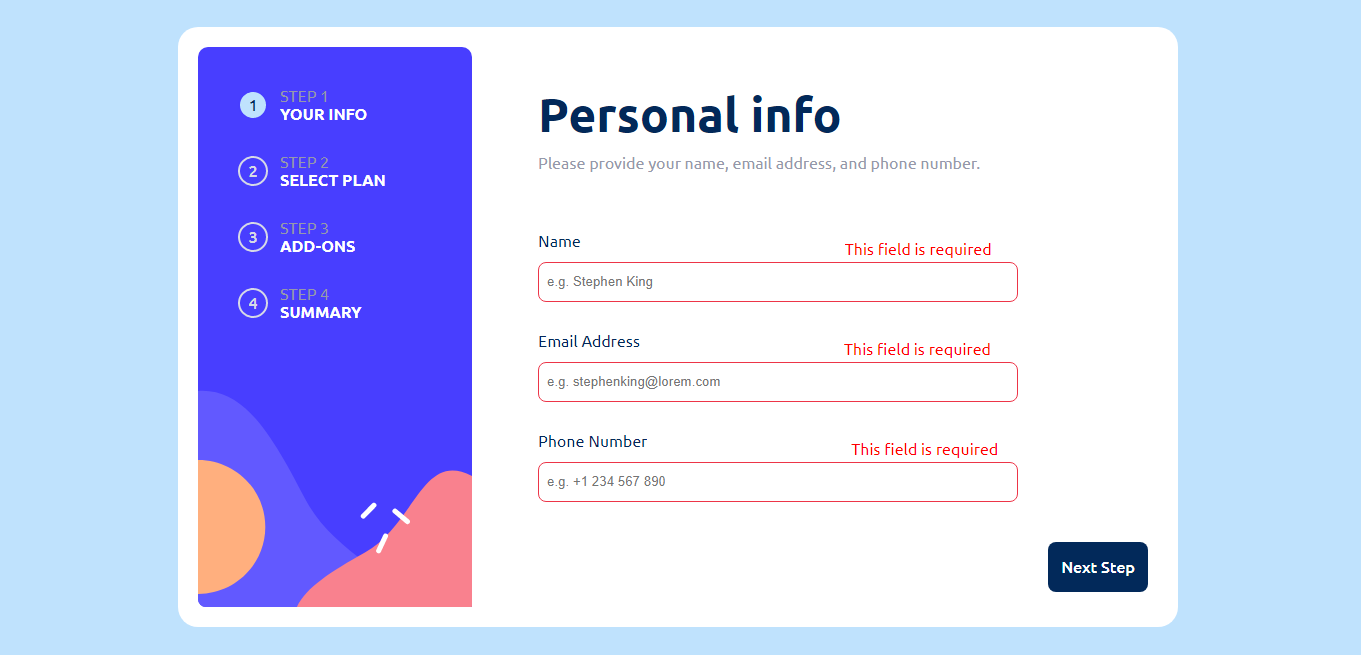 1
STEP 1
YOUR INFO
2
STEP 2
SELECT PLAN
3
STEP 3
ADD-ONS
4
STEP 4
SUMMARY
Personal info
Please provide your name, email address, and phone number.
Name
This field is required
e.g. Stephen King
Email Address
This field is required
e.g. stephenking@lorem.com
Phone Number
This field is required
e.g. +1 234 567 890
Next Step